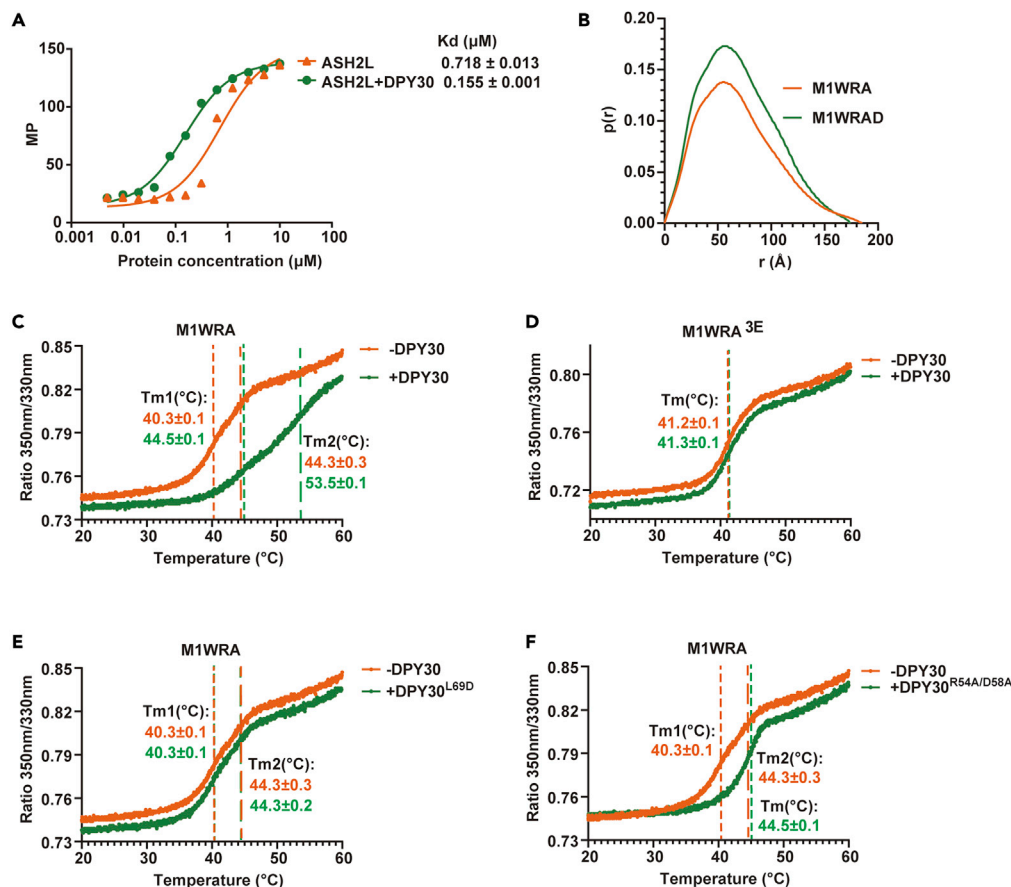 A
Kd (μM)
ASH2L 0.718 ± 0.013
ASH2L+DPY30 0.155 ± 0.001
150
100
50
0
MP
0.001 0.01 0.1 1 10 100
Protein concentration (μM)
B
0.20
0.15
0.10
0.05
0.00
p(r)
M1WRA
M1WRAD
0 50 100 150 200
r (Å)
C
M1WRA
-DPY30
+DPY30
0.85
0.82
0.79
0.76
0.73
Ratio 350nm/330nm
Tm1(°C):
40.3±0.1
44.5±0.1
Tm2(°C):
44.3±0.3
53.5±0.1
20 30 40 50 60
Temperature (°C)
D
M1WRA 3E
-DPY30
+DPY30
0.80
0.76
0.72
Ratio 350nm/330nm
Tm(°C):
41.2±0.1
41.3±0.1
20 30 40 50 60
Temperature (°C)
E
M1WRA
-DPY30
+DPY30L69D
0.85
0.82
0.79
0.76
0.73
Ratio 350nm/330nm
Tm1(°C):
40.3±0.1
40.3±0.1
Tm2(°C):
44.3±0.3
44.3±0.2
20 30 40 50 60
Temperature (°C)
F
M1WRA
-DPY30
+DPY30R54A/D58A
0.85
0.82
0.79
0.76
0.73
Ratio 350nm/330nm
Tm1(°C):
40.3±0.1
Tm2(°C):
44.3±0.3
Tm(°C):
44.5±0.1
20 30 40 50 60
Temperature (°C)